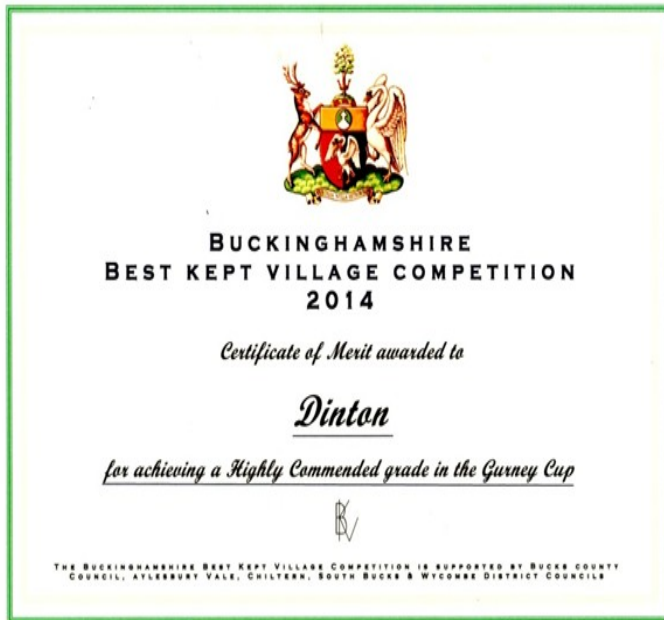 BUCKINGHAMSHIRE
BEST KEPT VILLAGE COMPETITION
2014
Certificate of Merit awarded to
Dinton
for achieving a Highly Commended grade in the Gurney Cup
BKV
THE BUCKINGHAMSHIRE BEST KEPT VILLAGE COMPETITION IS SUPPORTED BY BUCKS COUNTY
COUNCIL, AYLESBURY VALE, CHILTERN, SOUTH BUCKS & WYCOMBE DISTRICT COUNCILS